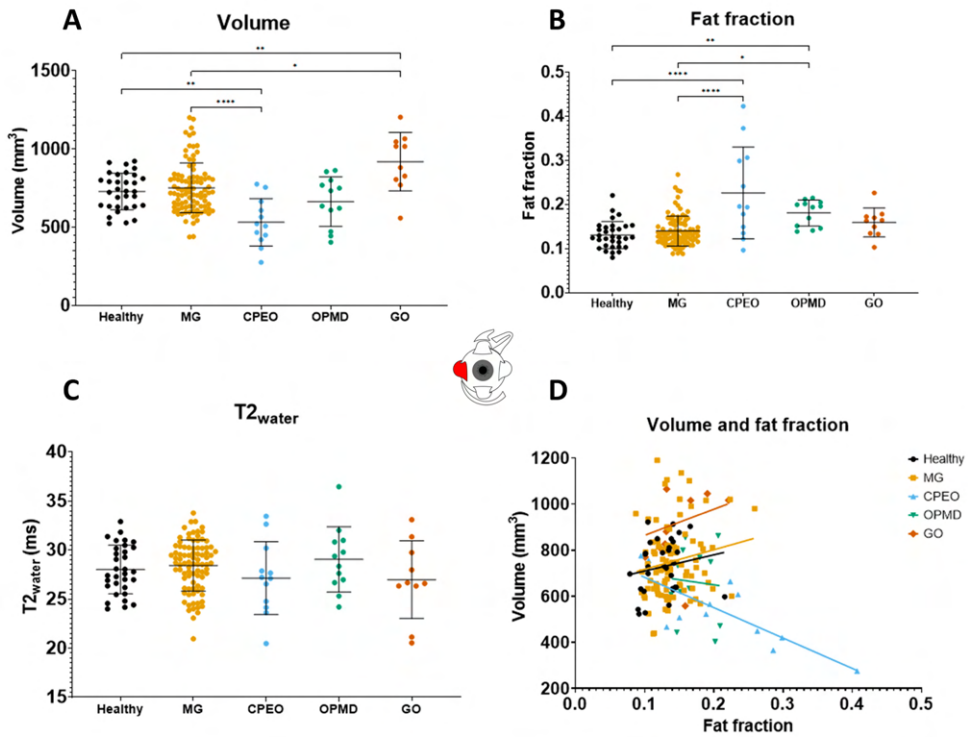 A
Volume
**
*
**
****
1500
1000
500
0
Volume (mm³)
Healthy MG CPEO OPMD GO
B
Fat fraction
**
*
****
****
0.5
0.4
0.3
0.2
0.1
0.0
Fat fraction
Healthy MG CPEO OPMD GO
C
T2water
40
35
30
25
20
15
T2water (ms)
Healthy MG CPEO OPMD GO
D
Volume and fat fraction
1200
1000
800
600
400
200
Volume (mm³)
0.0 0.1 0.2 0.3 0.4 0.5
Fat fraction
Healthy
MG
CPEO
OPMD
GO